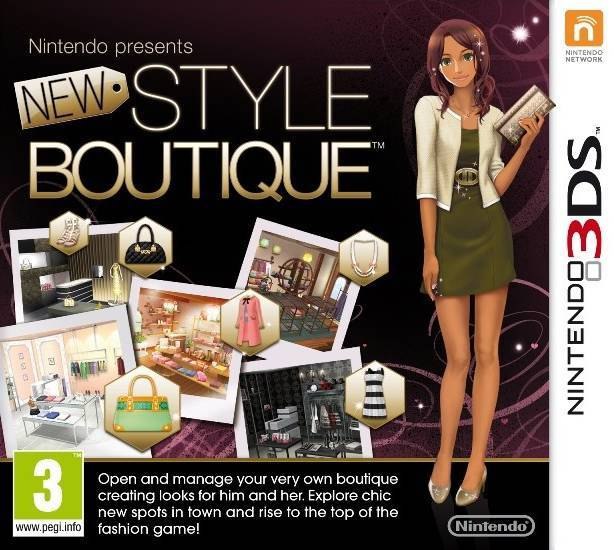 Nintendo presents
NEW STYLE
BOUTIQUE™
NINTENDO
NETWORK
NINTENDO 3DS™
3
www.pegi.info
Open and manage your very own boutique
creating looks for him and her. Explore chic
new spots in town and rise to the top of the
fashion game!
Nintendo